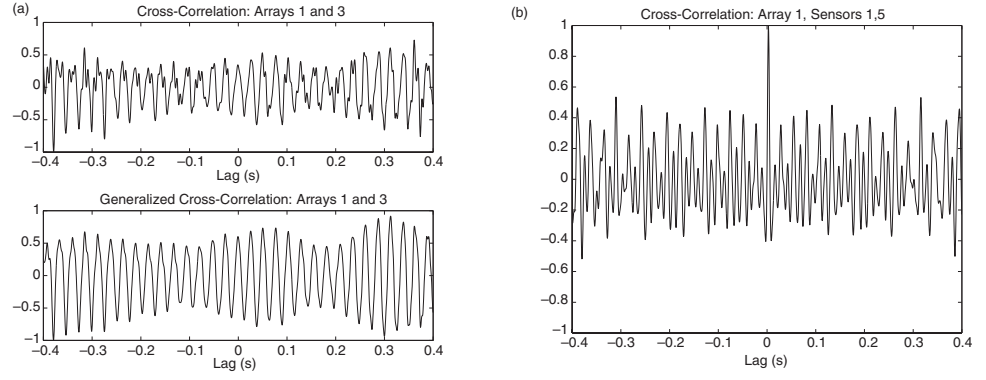 (a)
Cross-Correlation: Arrays 1 and 3
1
0.5
0
−0.5
−1
−0.4 −0.3 −0.2 −0.1 0 0.1 0.2 0.3 0.4
Lag (s)
Generalized Cross-Correlation: Arrays 1 and 3
1
0.5
0
−0.5
−1
−0.4 −0.3 −0.2 −0.1 0 0.1 0.2 0.3 0.4
Lag (s)
(b)
Cross-Correlation: Array 1, Sensors 1,5
1
0.8
0.6
0.4
0.2
0
−0.2
−0.4
−0.6
−0.8
−1
−0.4 −0.3 −0.2 −0.1 0 0.1 0.2 0.3 0.4
Lag (s)